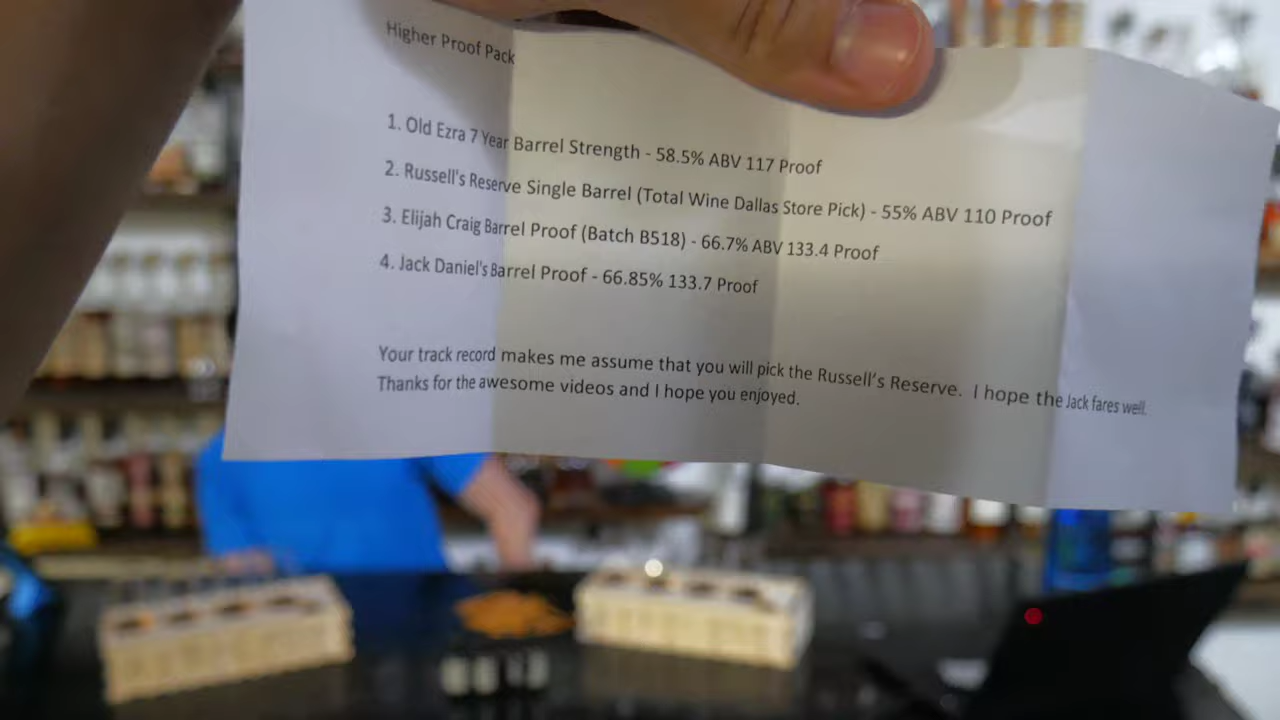 Higher Proof Pack
1. Old Ezra 7 Year Barrel Strength - 58.5% ABV 117 Proof
2. Russell's Reserve Single Barrel (Total Wine Dallas Store Pick) - 55% ABV 110 Proof
3. Elijah Craig Barrel Proof (Batch B518) - 66.7% ABV 133.4 Proof
4. Jack Daniel's Barrel Proof - 66.85% 133.7 Proof
Your track record makes me assume that you will pick the Russell's Reserve.  I hope the Jack fares well.
Thanks for the awesome videos and I hope you enjoyed.